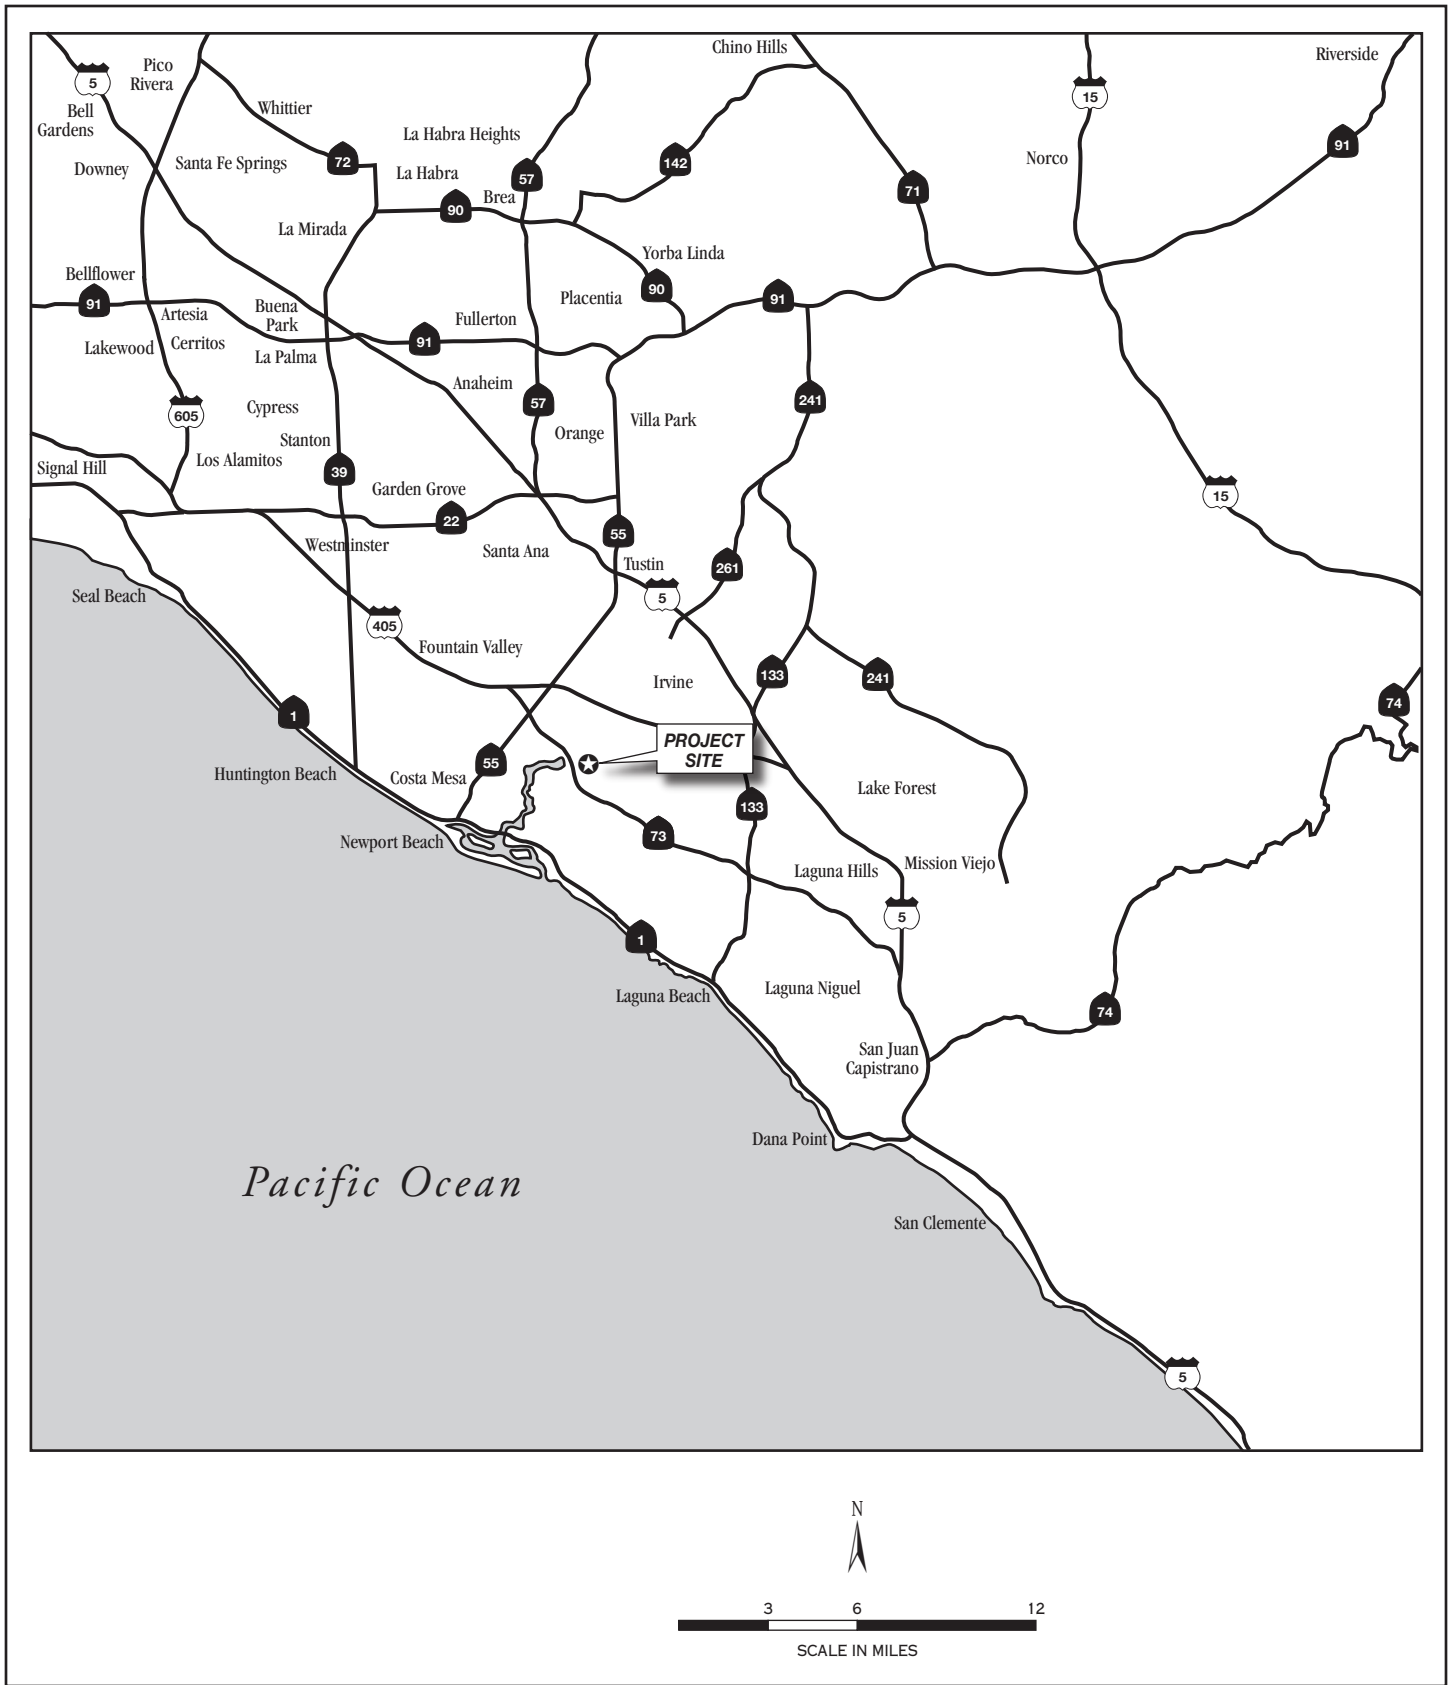 Chino Hills
Riverside
Pico
Rivera
5
15
Bell
Gardens
Whittier
La Habra Heights
91
Downey
Santa Fe Springs
72
142
Norco
La Habra
57
71
Brea
90
La Mirada
Yorba Linda
Bellflower
90
91
91
Placentia
Artesia
Buena
Park
Fullerton
Lakewood
Cerritos
La Palma
91
Anaheim
605
Cypress
57
241
Villa Park
Stanton
Orange
Signal Hill
Los Alamitos
39
Garden Grove
15
22
55
Westminster
Santa Ana
Tustin
261
Seal Beach
5
405
Fountain Valley
Irvine
133
241
74
1
PROJECT
SITE
Huntington Beach
Costa Mesa
55
Lake Forest
133
Newport Beach
73
Laguna Hills
Mission Viejo
5
1
Laguna Beach
Laguna Niguel
74
San Juan
Capistrano
Dana Point
Pacific Ocean
San Clemente
5
N
3
6
12
SCALE IN MILES